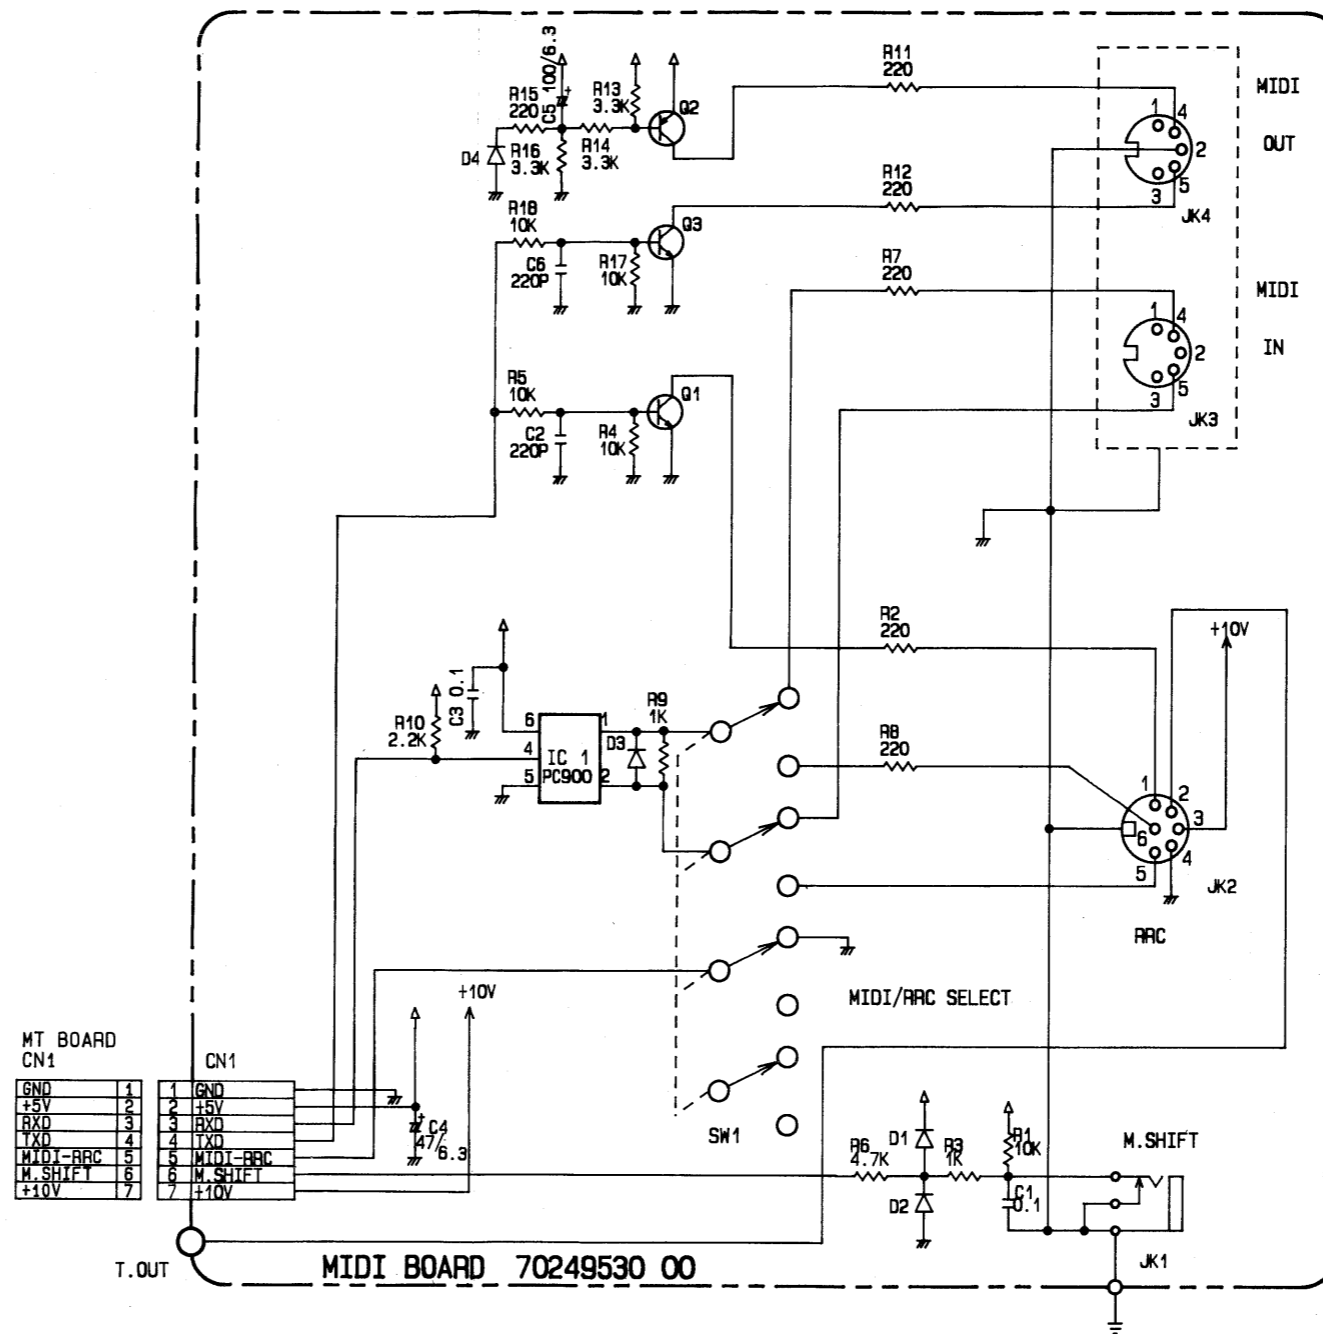 C5 100/6.3
R15
220
R13
3.3K
Q2
R11
220
MIDI
OUT
1
4
2
5
3
JK4
D4
R16
3.3K
R14
3.3K
R12
220
R18
10K
Q3
C6
220P
R17
10K
R7
220
MIDI
IN
1
4
2
5
3
JK3
R5
10K
Q1
C2
220P
R4
10K
R2
220
+10V
C3 0.1
R10
2.2K
R9
1K
6
4
5
1
2
IC 1
PC900
D3
R8
220
1
2
3
6
4
5
JK2
RRC
MIDI/RRC SELECT
+10V
SW1
MT BOARD
CN1
CN1
GND 1
+5V 2
RXD 3
TXD 4
MIDI-RRC 5
M.SHIFT 6
+10V 7
1 GND
2 +5V
3 RXD
4 TXD
5 MIDI-RRC
6 M.SHIFT
7 +10V
+
C4
47/6.3
R6
4.7K
D1
D2
R3
1K
R1
10K
C1
0.1
M.SHIFT
JK1
T.OUT
MIDI BOARD 70249530 00